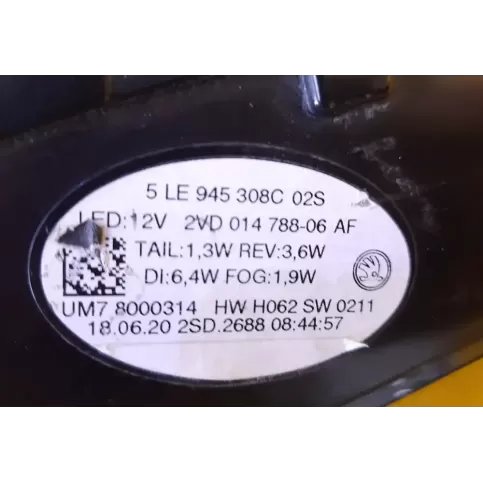 5 LE 945 308C 02S
LED:12V 2VD 014 788-06 AF
TAIL:1,3W REV:3,6W
DI:6,4W FOG:1,9W
UM7 8000314 HW H062 SW 0211
18.06.20 2SD.2688 08:44:57